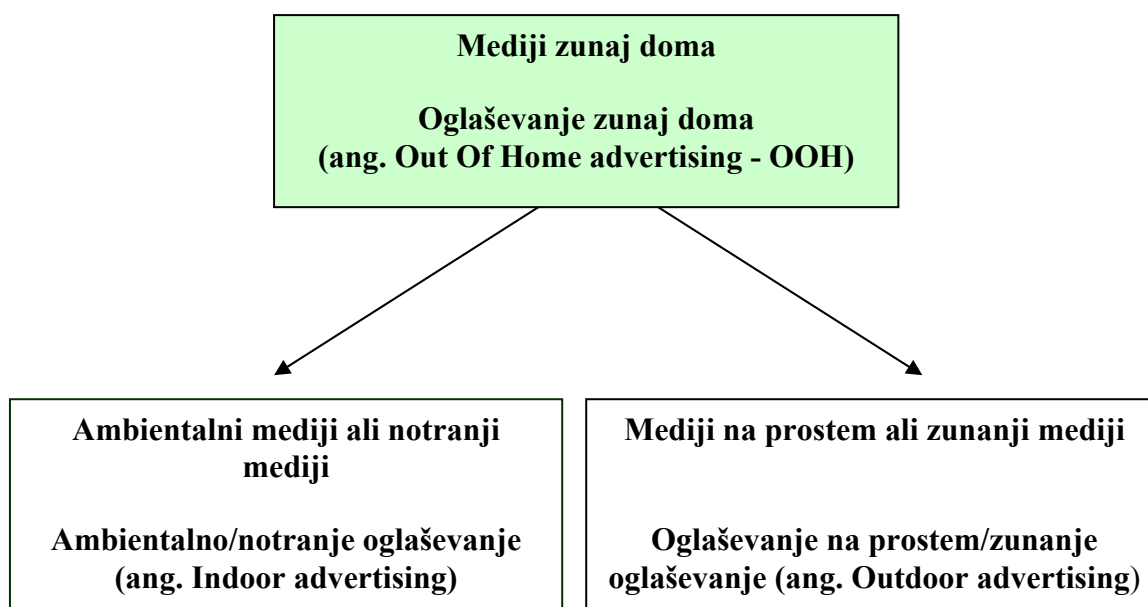 Mediji zunaj doma
Oglaševanje zunaj doma
(ang. Out Of Home advertising - OOH)
Ambientalni mediji ali notranji
mediji
Ambientalno/notranje oglaševanje
(ang. Indoor advertising)
Mediji na prostem ali zunanji mediji
Oglaševanje na prostem/zunanje
oglaševanje (ang. Outdoor advertising)